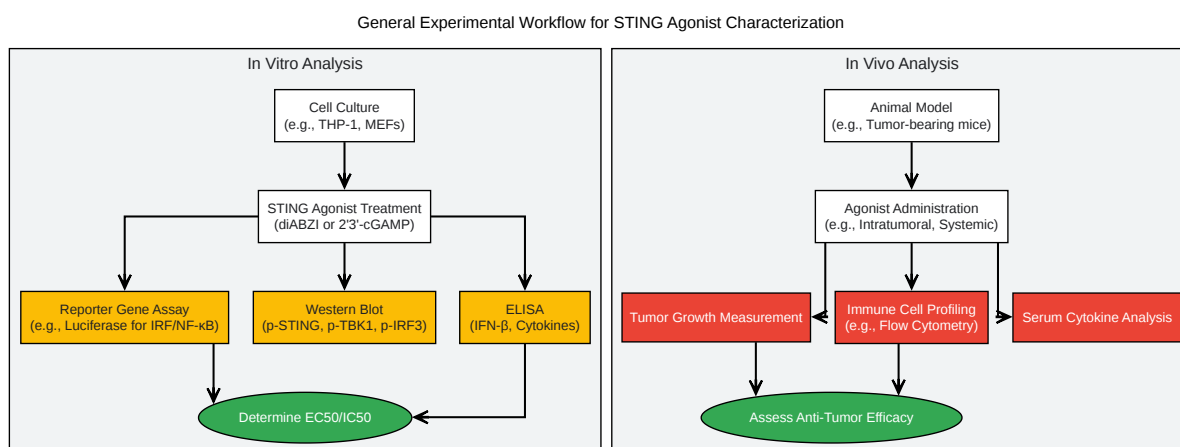 General Experimental Workflow for STING Agonist Characterization
In Vitro Analysis
Cell Culture
(e.g., THP-1, MEFs)
STING Agonist Treatment
(diABZI or 2'3'-cGAMP)
Reporter Gene Assay
(e.g., Luciferase for IRF/NF-κB)
Western Blot
(p-STING, p-TBK1, p-IRF3)
ELISA
(IFN-β, Cytokines)
Determine EC50/IC50
In Vivo Analysis
Animal Model
(e.g., Tumor-bearing mice)
Agonist Administration
(e.g., Intratumoral, Systemic)
Tumor Growth Measurement
Immune Cell Profiling
(e.g., Flow Cytometry)
Serum Cytokine Analysis
Assess Anti-Tumor Efficacy